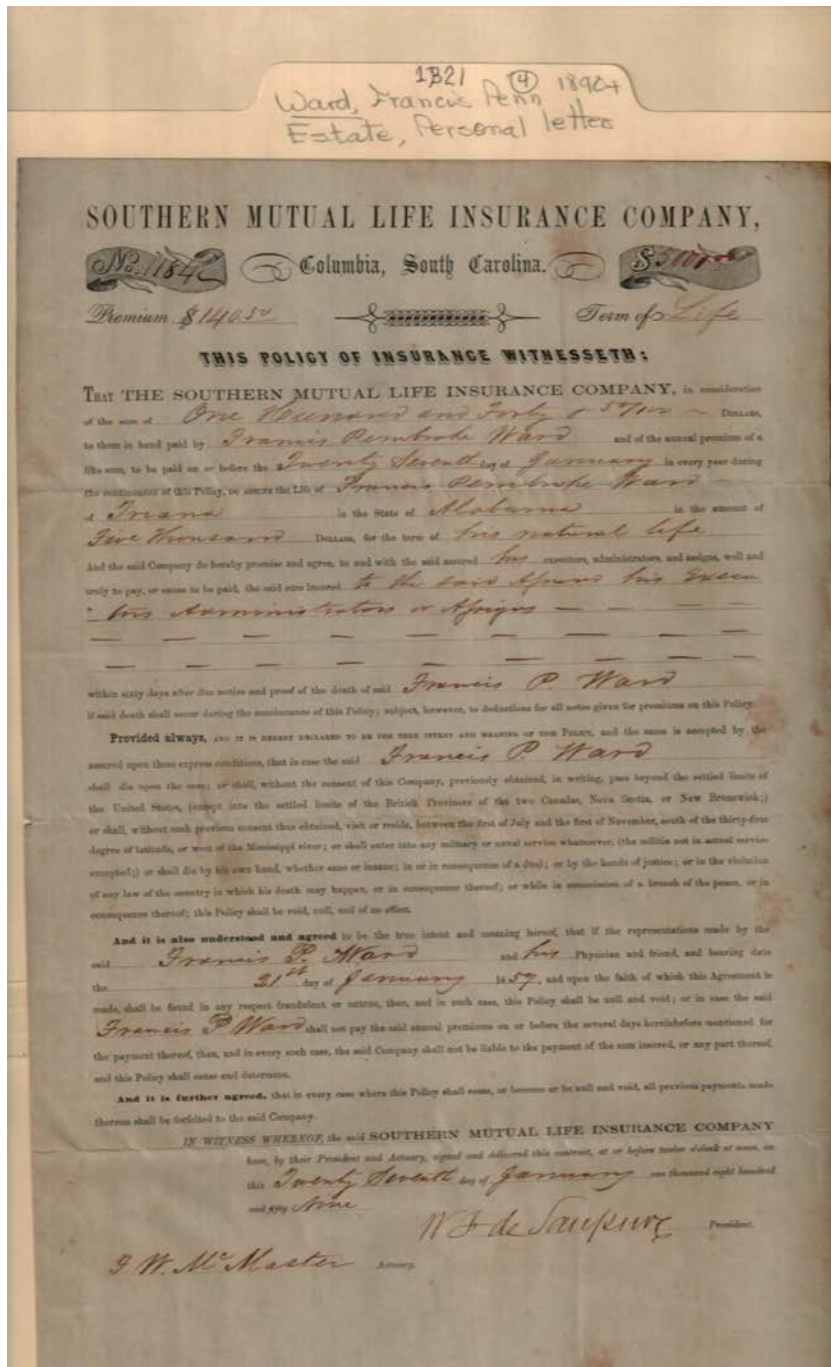 1B21 ④ 1890+
Ward, Francis Penn
Estate, Personal letter
SOUTHERN MUTUAL LIFE INSURANCE COMPANY,
No. 1184 Columbia, South Carolina. $5000
Premium $140 50 Term of Life
THIS POLICY OF INSURANCE WITNESSETH:
THAT THE SOUTHERN MUTUAL LIFE INSURANCE COMPANY, in consideration
of the sum of One Hundred and Forty & 50/100 DOLLARS,
to them in hand paid by Francis Pembroke Ward and of the annual premium of a
like sum, to be paid on or before the Twenty Seventh day of January in every year during
the continuance of this Policy, DO ASSURE the Life of Francis Pembroke Ward —
of Triana in the State of Alabama in the amount of
Five Thousand DOLLARS, for the term of his natural life
And the said Company do hereby promise and agree, to and with the said assured his executors, administrators, and assigns, well and
truly to pay, or cause to be paid, the said sum insured to the said Assured his Execu
tors Administrators or Assigns — — — —
— — — — — — — —
— — — — — — — —
within sixty days after due notice and proof of the death of said Francis P. Ward
if said death shall occur during the continuance of this Policy; subject, however, to deductions for all notes given for premiums on this Policy.
Provided always, AND IT IS HEREBY DECLARED TO BE THE TRUE INTENT AND MEANING OF THIS POLICY, and the same is accepted by the
assured upon these express conditions, that in case the said Francis P. Ward
shall die upon the seas; or shall, without the consent of this Company, previously obtained, in writing, pass beyond the settled limits of
the United States, (except into the settled limits of the British Provinces of the two Canadas, Nova Scotia, or New Brunswick;)
or shall, without such previous consent thus obtained, visit or reside, between the first of July and the first of November, south of the thirty-first
degree of latitude, or west of the Mississippi river; or shall enter into any military or naval service whatsoever, (the militia not in actual service
excepted;) or shall die by his own hand, whether sane or insane; in or in consequence of a duel; or by the hands of justice; or in the violation
of any law of the country in which his death may happen, or in consequence thereof; or while in commission of a breach of the peace, or in
consequence thereof; this Policy shall be void, null, and of no effect.
And it is also understood and agreed to be the true intent and meaning hereof, that if the representations made by the
said Francis P. Ward and his Physician and friend, and bearing date
the 21st day of January 1859, and upon the faith of which this Agreement is
made, shall be found in any respect fraudulent or untrue, then, and in such case, this Policy shall be null and void; or in case the said
Francis P. Ward shall not pay the said annual premiums on or before the several days hereinbefore mentioned for
the payment thereof, then, and in every such case, the said Company shall not be liable to the payment of the sum insured, or any part thereof,
and this Policy shall cease and determine.
And it is further agreed, that in every case where this Policy shall cease, or become or be null and void, all previous payments made
thereon shall be forfeited to the said Company.
IN WITNESS WHEREOF, the said SOUTHERN MUTUAL LIFE INSURANCE COMPANY
have, by their President and Actuary, signed and delivered this contract, at or before twelve o'clock at noon, on
this Twenty Seventh day of January one thousand eight hundred
and fifty Nine
W F de Saussure President.
J W. McMaster Actuary.